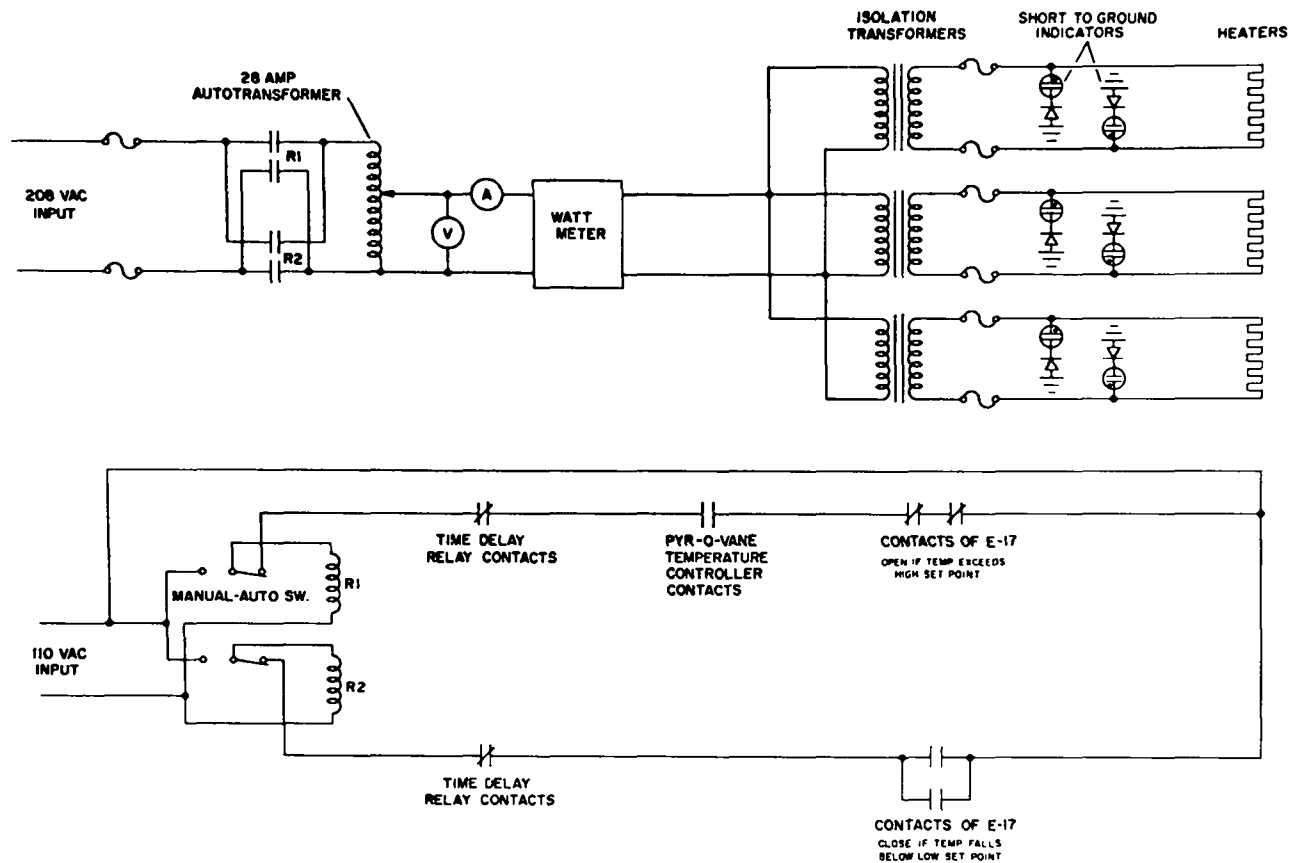 ISOLATION
TRANSFORMERS
SHORT TO GROUND
INDICATORS
HEATERS
28 AMP
AUTOTRANSFORMER
R1
208 VAC
INPUT
R2
A
V
WATT
METER
TIME DELAY
RELAY CONTACTS
PYR-O-VANE
TEMPERATURE
CONTROLLER
CONTACTS
CONTACTS OF E-17
OPEN IF TEMP EXCEEDS
HIGH SET POINT
MANUAL-AUTO SW.
R1
110 VAC
INPUT
R2
TIME DELAY
RELAY CONTACTS
CONTACTS OF E-17
CLOSE IF TEMP FALLS
BELOW LOW SET POINT